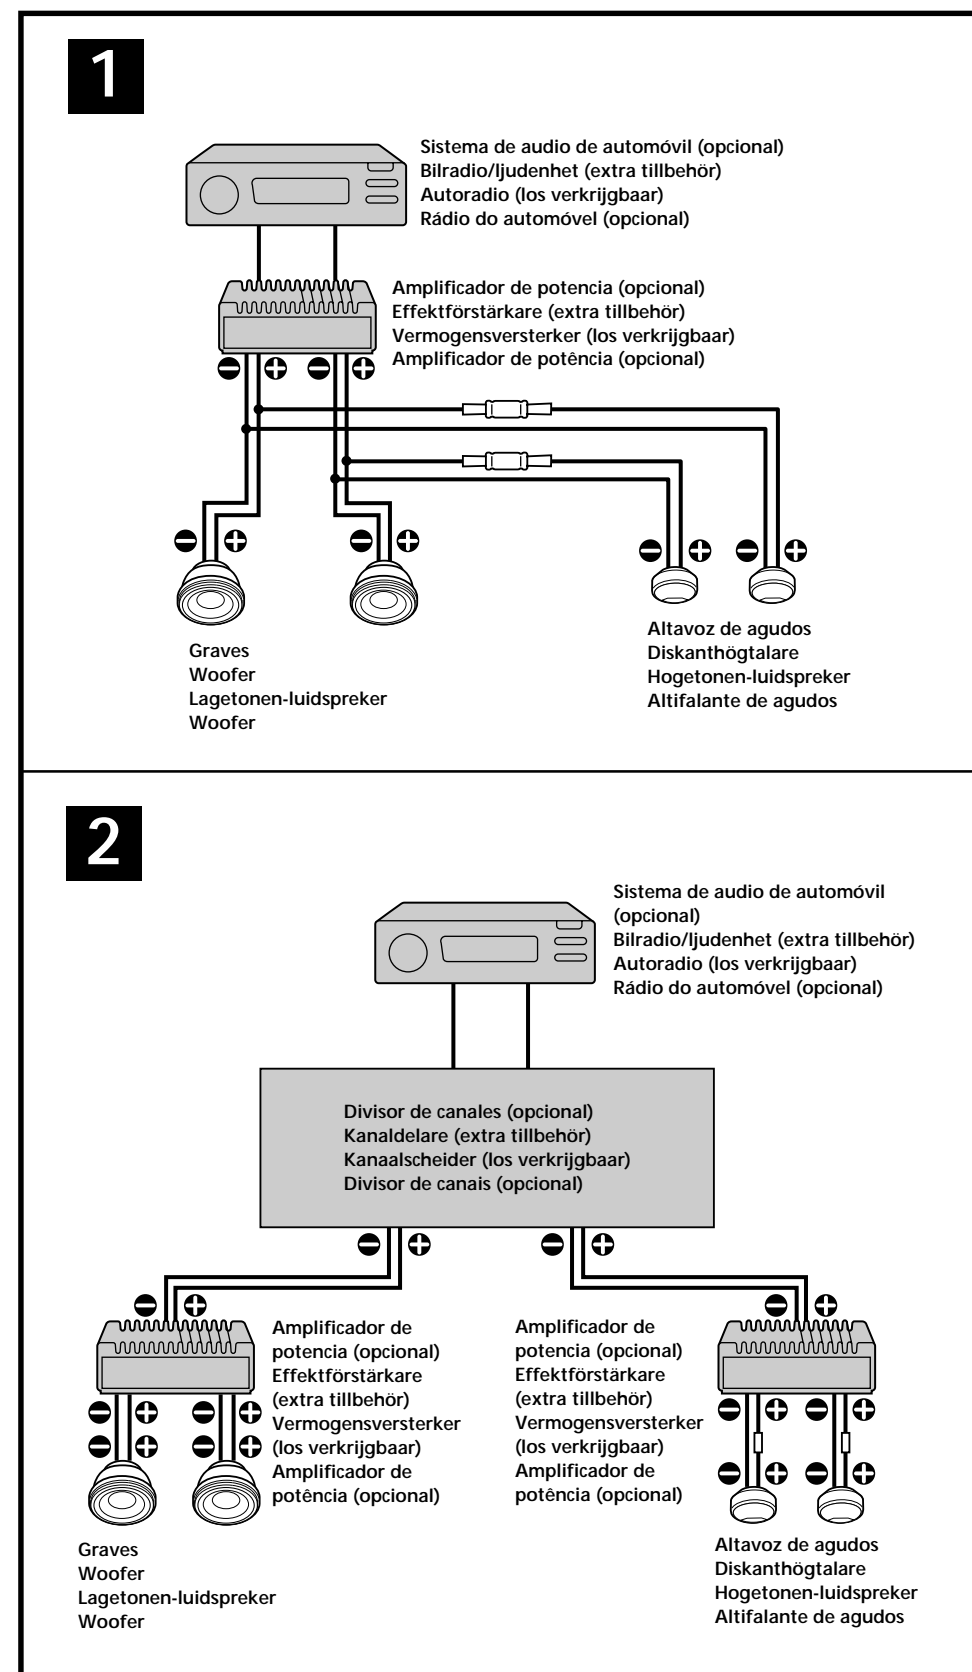 1
Sistema de audio de automóvil (opcional)
Bilradio/ljudenhet (extra tillbehör)
Autoradio (los verkrijgbaar)
Rádio do automóvel (opcional)
Amplificador de potencia (opcional)
Effektförstärkare (extra tillbehör)
Vermogensversterker (los verkrijgbaar)
Amplificador de potência (opcional)
Graves
Woofer
Lagetonen-luidspreker
Woofer
Altavoz de agudos
Diskanthögtalare
Hogetonen-luidspreker
Altifalante de agudos
2
Sistema de audio de automóvil
(opcional)
Bilradio/ljudenhet (extra tillbehör)
Autoradio (los verkrijgbaar)
Rádio do automóvel (opcional)
Divisor de canales (opcional)
Kanaldelare (extra tillbehör)
Kanaalscheider (los verkrijgbaar)
Divisor de canais (opcional)
Amplificador de
potencia (opcional)
Effektförstärkare
(extra tillbehör)
Vermogensversterker
(los verkrijgbaar)
Amplificador de
potência (opcional)
Amplificador de
potencia (opcional)
Effektförstärkare
(extra tillbehör)
Vermogensversterker
(los verkrijgbaar)
Amplificador de
potência (opcional)
Graves
Woofer
Lagetonen-luidspreker
Woofer
Altavoz de agudos
Diskanthögtalare
Hogetonen-luidspreker
Altifalante de agudos